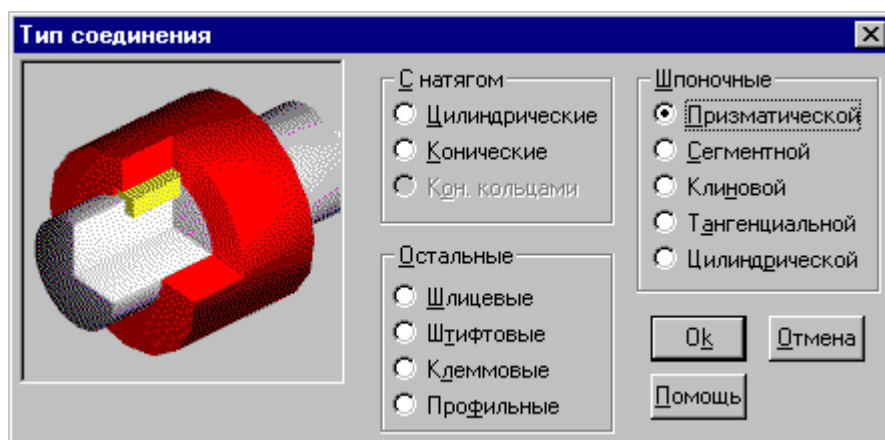 Тип соединения
С натягом
Цилиндрические
Конические
Кон. кольцами
Остальные
Шлицевые
Штифтовые
Клеммовые
Профильные
Шпоночные
Призматической
Сегментной
Клиновой
Тангенциальной
Цилиндрической
Ok
Отмена
Помощь